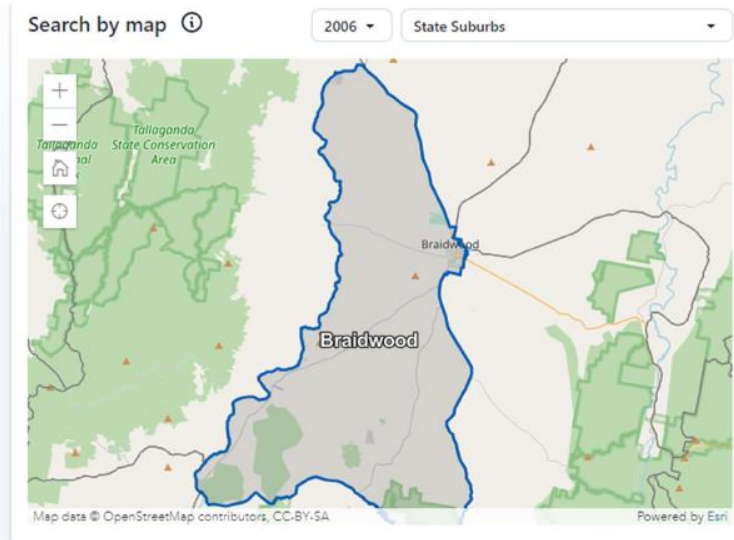 Search by map
2006
State Suburbs
Tallaganda
State Conservation
Area
Braidwood
Braidwood
Map data © OpenStreetMap contributors, CC-BY-SA
Powered by Esri